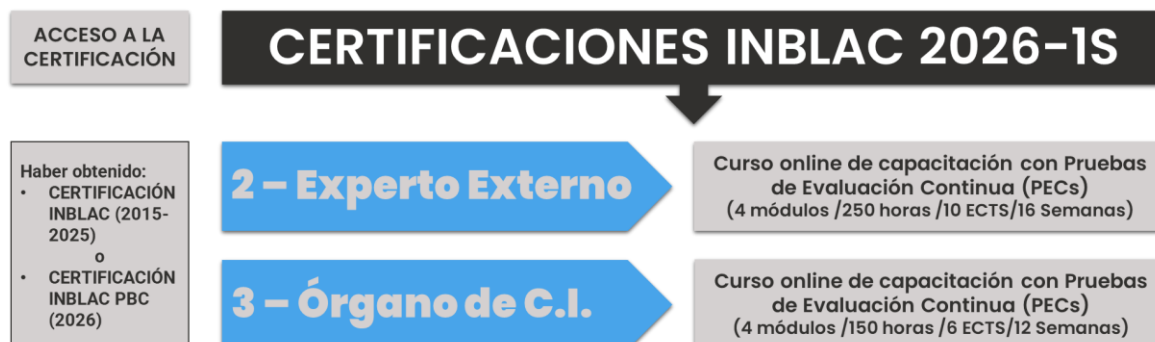 ACCESO A LA
CERTIFICACIÓN
CERTIFICACIONES INBLAC 2026-1S
Haber obtenido:
• CERTIFICACIÓN
INBLAC (2015-
2025)
o
• CERTIFICACIÓN
INBLAC PBC
(2026)
2 – Experto Externo
Curso online de capacitación con Pruebas
de Evaluación Continua (PECs)
(4 módulos /250 horas /10 ECTS/16 Semanas)
3 – Órgano de C.I.
Curso online de capacitación con Pruebas
de Evaluación Continua (PECs)
(4 módulos /150 horas /6 ECTS/12 Semanas)